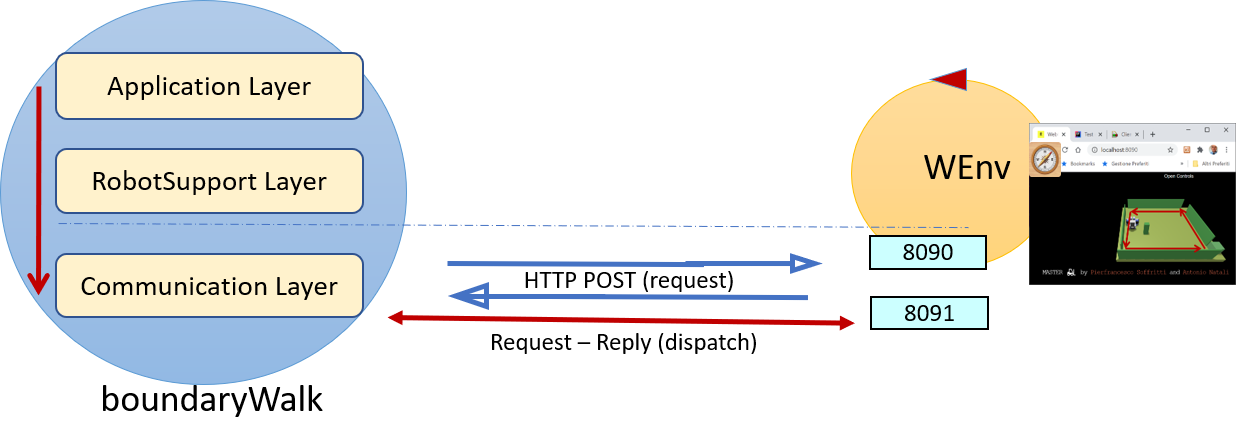 Application Layer
RobotSupport Layer
Communication Layer
boundaryWalk
HTTP POST (request)
Request – Reply (dispatch)
WEnv
8090
8091
localhost:8090
Bookmarks
Gestione Preferiti
»
Altri Preferiti
Open Controls
MASTER by Pierfrancesco Soffritti and Antonio Natali